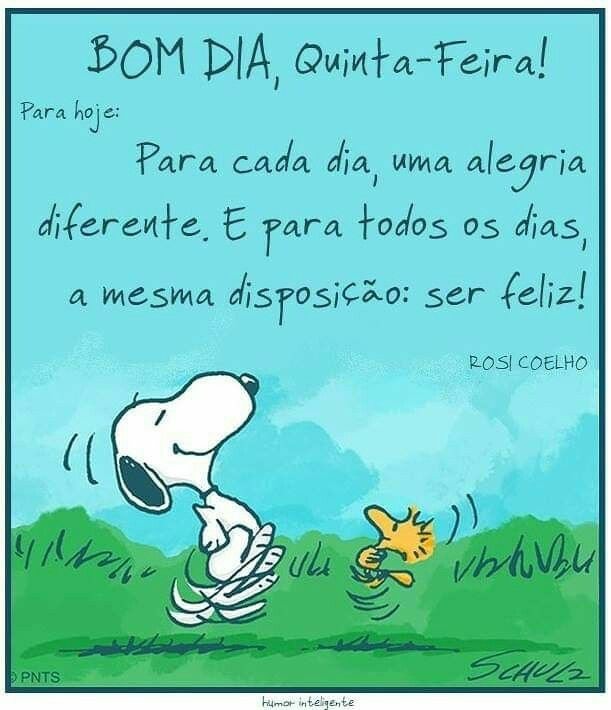 BOM DIA, Quinta-Feira!
Para hoje:
Para cada dia, uma alegria
diferente. E para todos os dias,
a mesma disposição: ser feliz!
ROSI COELHO
© PNTS
SCHULZ
humor inteligente